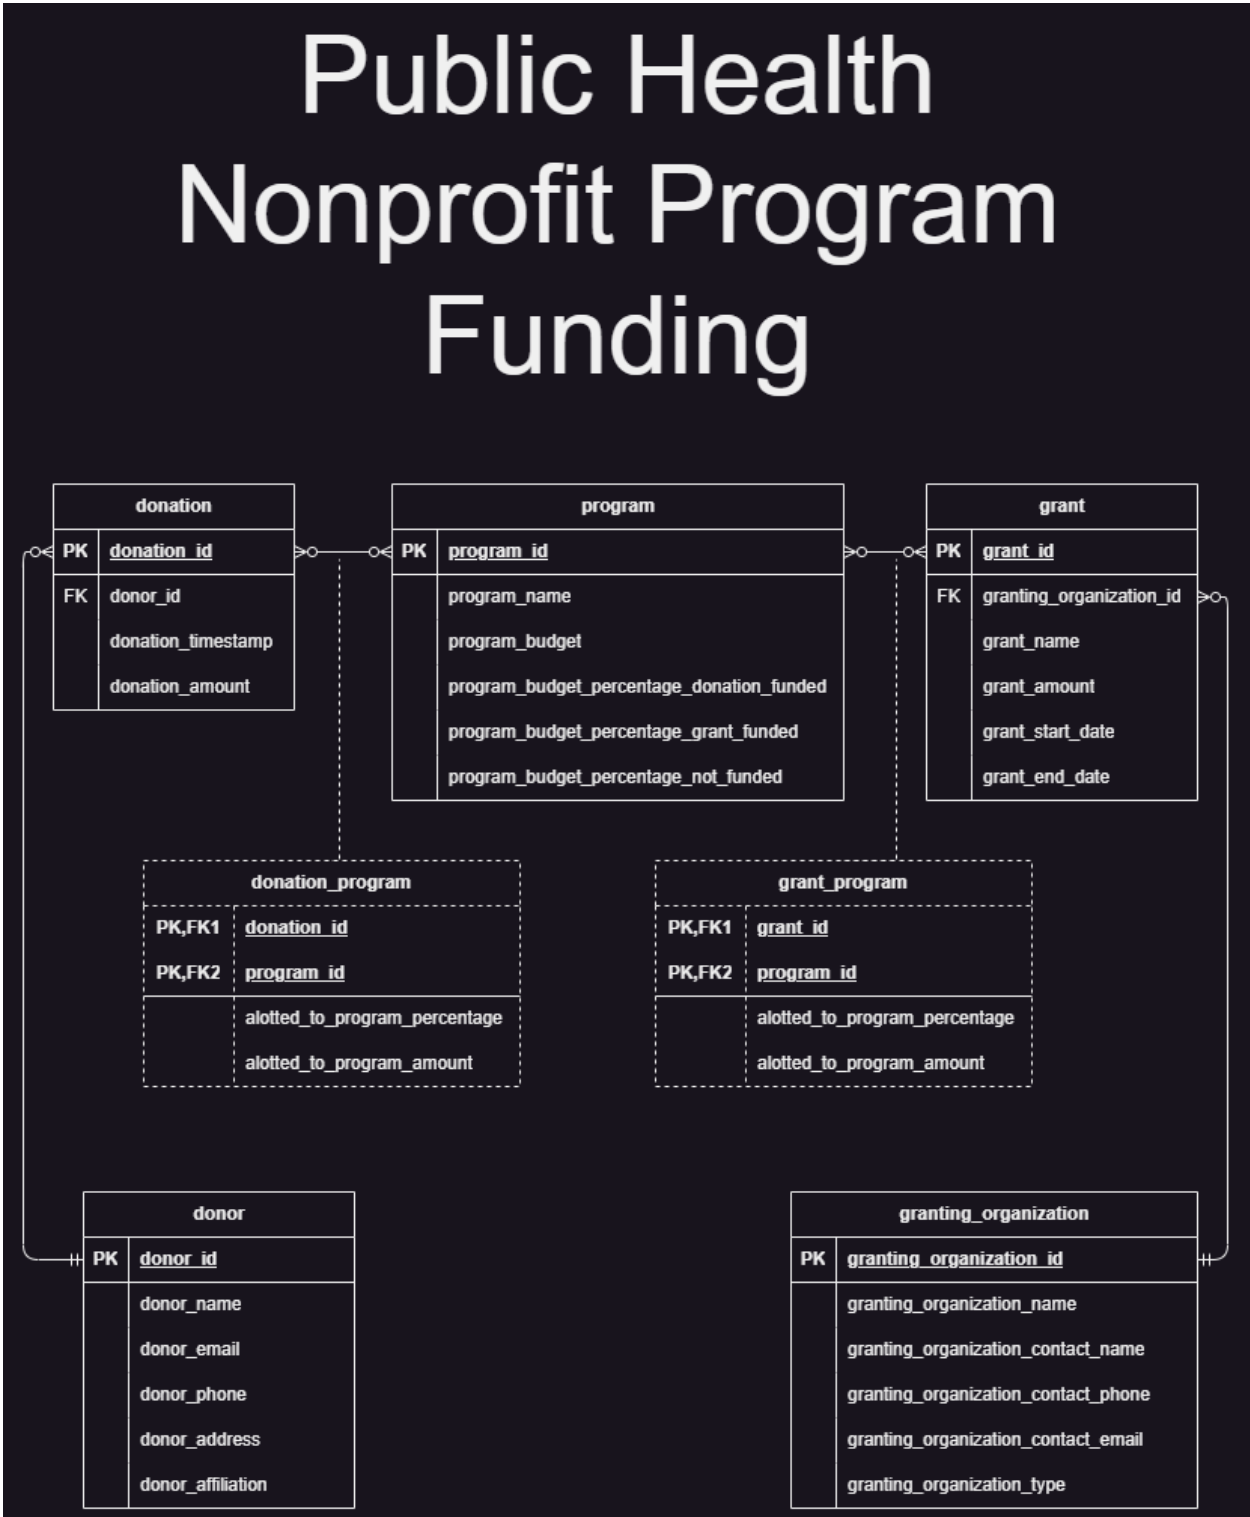 Public Health
Nonprofit Program
Funding
donation
PK donation_id
FK donor_id
donation_timestamp
donation_amount
program
PK program_id
program_name
program_budget
program_budget_percentage_donation_funded
program_budget_percentage_grant_funded
program_budget_percentage_not_funded
grant
PK grant_id
FK granting_organization_id
grant_name
grant_amount
grant_start_date
grant_end_date
donation_program
PK,FK1 donation_id
PK,FK2 program_id
alotted_to_program_percentage
alotted_to_program_amount
grant_program
PK,FK1 grant_id
PK,FK2 program_id
alotted_to_program_percentage
alotted_to_program_amount
donor
PK donor_id
donor_name
donor_email
donor_phone
donor_address
donor_affiliation
granting_organization
PK granting_organization_id
granting_organization_name
granting_organization_contact_name
granting_organization_contact_phone
granting_organization_contact_email
granting_organization_type